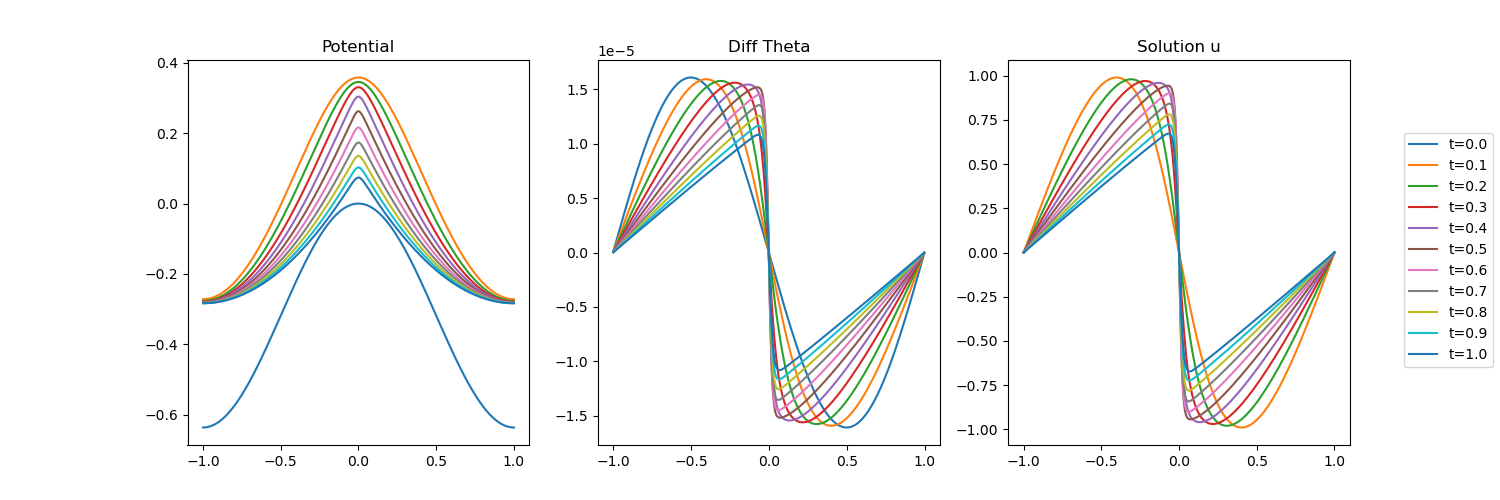 Potential
0.4
0.2
0.0
−0.2
−0.4
−0.6
−1.0 −0.5 0.0 0.5 1.0
Diff Theta
1e−5
1.5
1.0
0.5
0.0
−0.5
−1.0
−1.5
−1.0 −0.5 0.0 0.5 1.0
Solution u
1.00
0.75
0.50
0.25
0.00
−0.25
−0.50
−0.75
−1.00
−1.0 −0.5 0.0 0.5 1.0
t=0.0
t=0.1
t=0.2
t=0.3
t=0.4
t=0.5
t=0.6
t=0.7
t=0.8
t=0.9
t=1.0